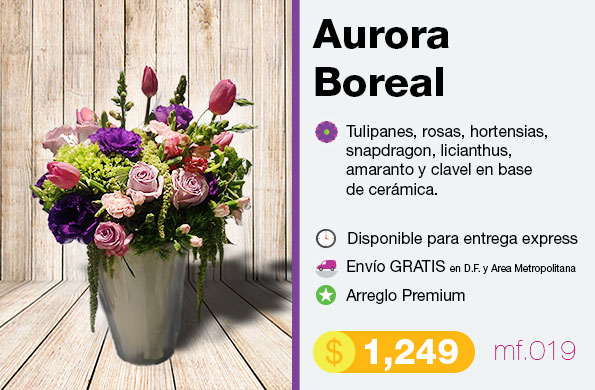 Aurora
Boreal
Tulipanes, rosas, hortensias,
snapdragon, licianthus,
amaranto y clavel en base
de cerámica.
Disponible para entrega express
Envío GRATIS en D.F. y Area Metropolitana
Arreglo Premium
$ 1,249 mf.019